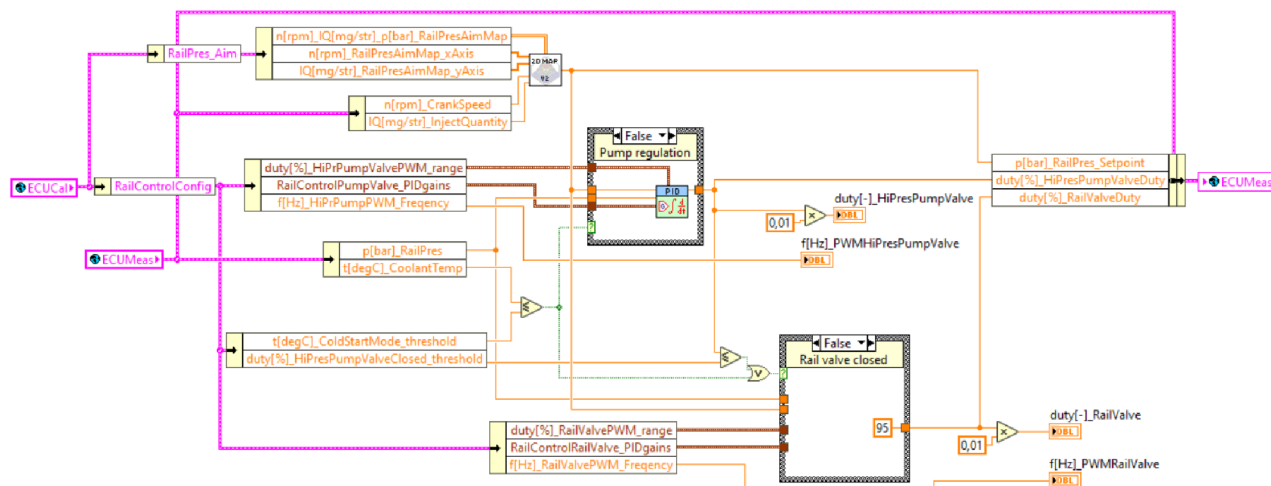 RailPres_Aim
n[rpm]_IQ[mg/str]_p[bar]_RailPresAimMap
n[rpm]_RailPresAimMap_xAxis
IQ[mg/str]_RailPresAimMap_yAxis
2D MAP
n[rpm]_CrankSpeed
IQ[mg/str]_InjectQuantity
False
Pump regulation
ECUCal
RailControlConfig
duty[%]_HiPrPumpValvePWM_range
RailControlPumpValve_PIDgains
f[Hz]_HiPrPumpPWM_Freqency
PID
p[bar]_RailPres_Setpoint
duty[%]_HiPresPumpValveDuty
duty[%]_RailValveDuty
ECUMeas
duty[-]_HiPresPumpValve
0,01
DBL
f[Hz]_PWMHiPresPumpValve
DBL
ECUMeas
p[bar]_RailPres
t[degC]_CoolantTemp
t[degC]_ColdStartMode_threshold
duty[%]_HiPresPumpValveClosed_threshold
False
Rail valve closed
95
duty[%]_RailValvePWM_range
RailControlRailValve_PIDgains
f[Hz]_RailValvePWM_Freqency
duty[-]_RailValve
DBL
0,01
f[Hz]_PWMRailValve
DBL